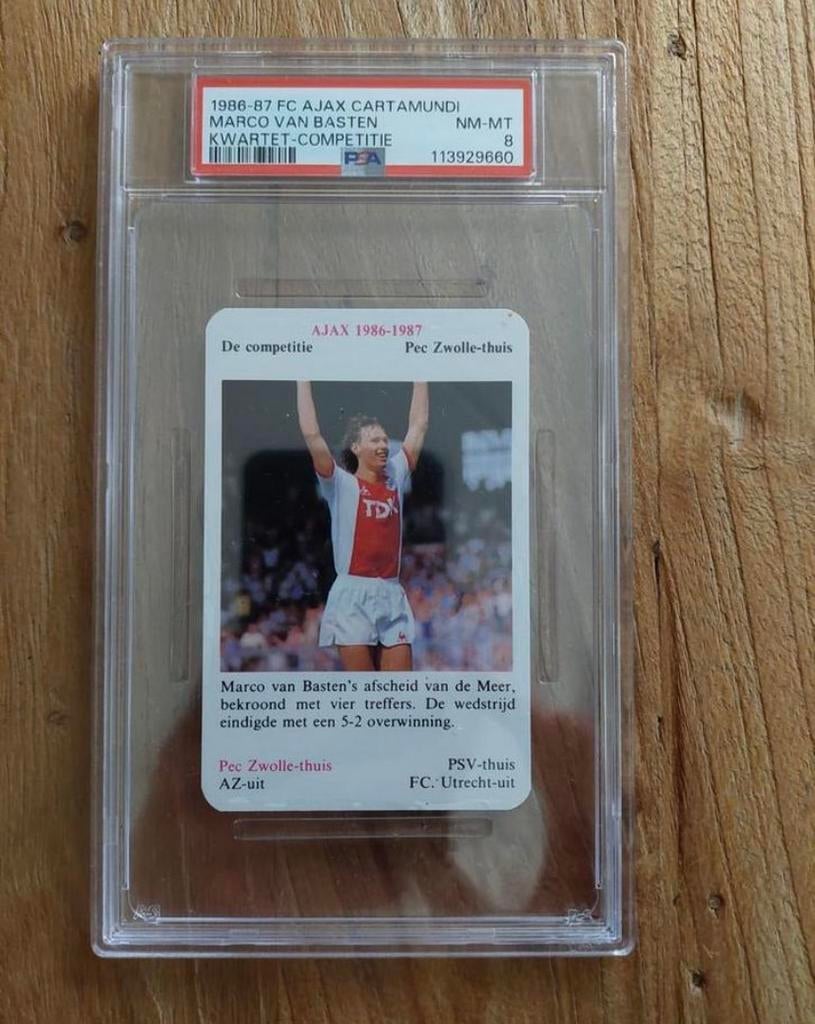 1986-87 FC AJAX CARTAMUNDI
MARCO VAN BASTEN NM-MT
KWARTET-COMPETITIE 8
PSA 113929660
AJAX 1986-1987
De competitie Pec Zwolle-thuis
TDK
Marco van Basten's afscheid van de Meer,
bekroond met vier treffers. De wedstrijd
eindigde met een 5-2 overwinning.
Pec Zwolle-thuis PSV-thuis
AZ-uit FC. Utrecht-uit